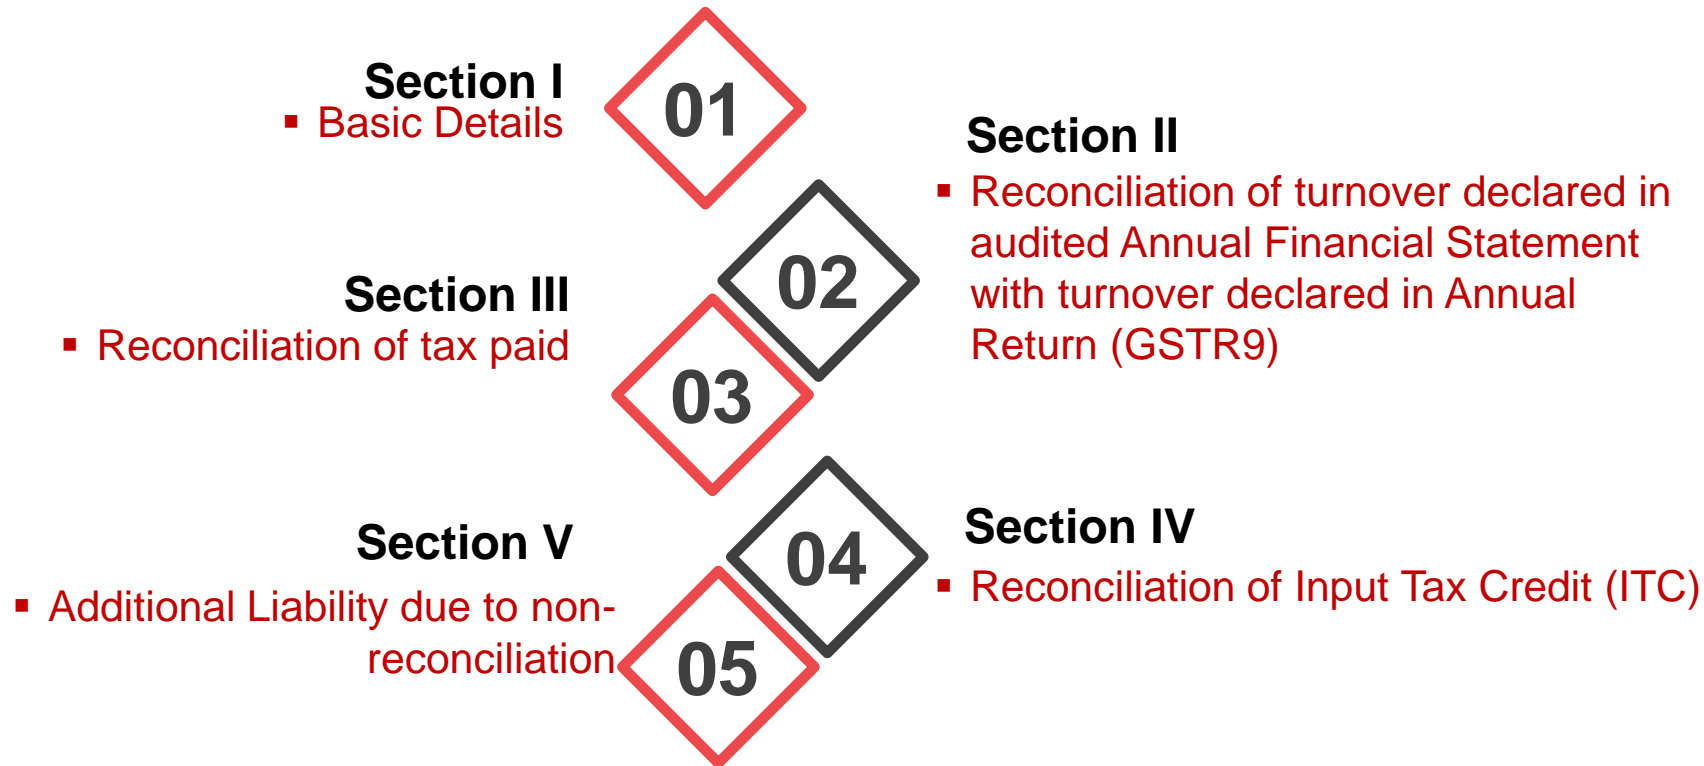 Section I
▪ Basic Details
01
Section II
▪ Reconciliation of turnover declared in
audited Annual Financial Statement
with turnover declared in Annual
Return (GSTR9)
02
Section III
▪ Reconciliation of tax paid
03
Section IV
▪ Reconciliation of Input Tax Credit (ITC)
04
Section V
▪ Additional Liability due to non-
reconciliation
05